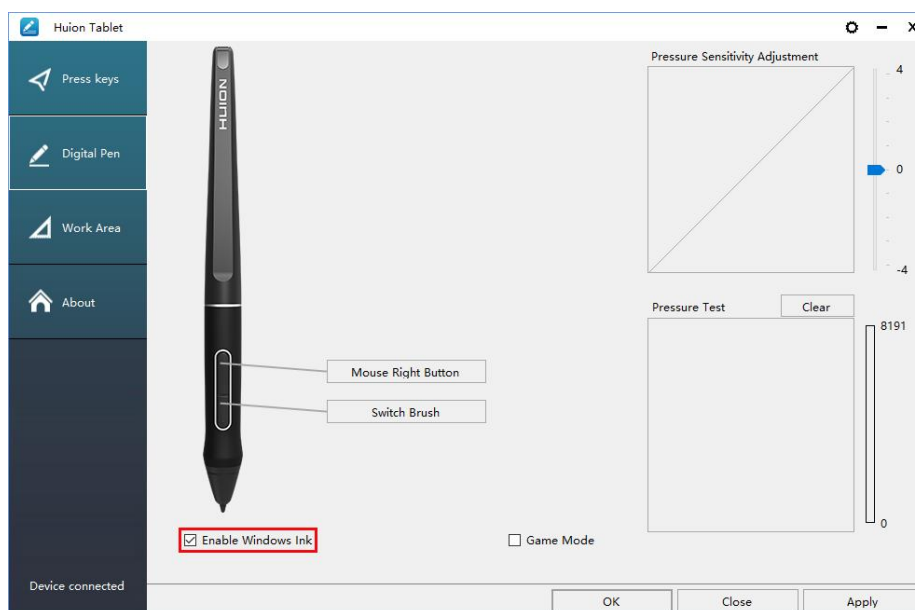 Huion Tablet
Press keys
Digital Pen
Work Area
About
Device connected
HUION
Mouse Right Button
Switch Brush
Enable Windows Ink
Game Mode
Pressure Sensitivity Adjustment
4
0
-4
Pressure Test
Clear
8191
0
OK
Close
Apply